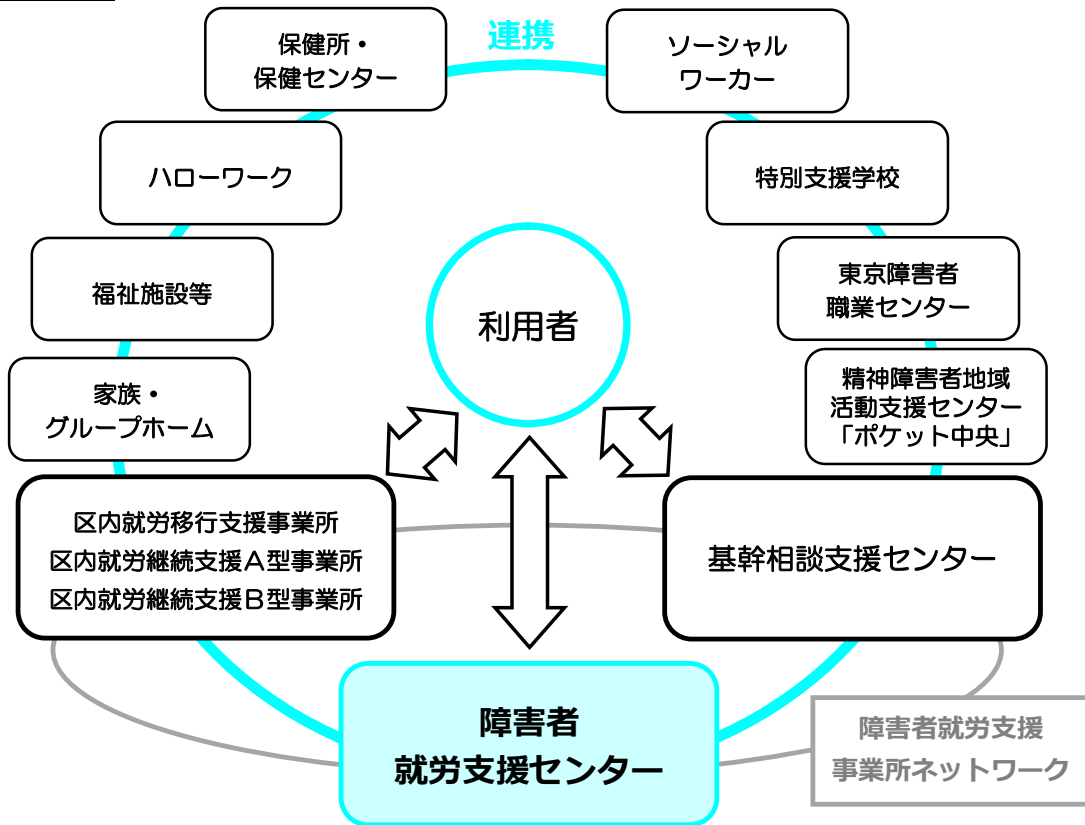 連携
保健所・
保健センター
ソーシャル
ワーカー
ハローワーク
特別支援学校
福祉施設等
東京障害者
職業センター
利用者
家族・
グループホーム
精神障害者地域
活動支援センター
「ポケット中央」
区内就労移行支援事業所
区内就労継続支援A型事業所
区内就労継続支援B型事業所
基幹相談支援センター
障害者
就労支援センター
障害者就労支援
事業所ネットワーク